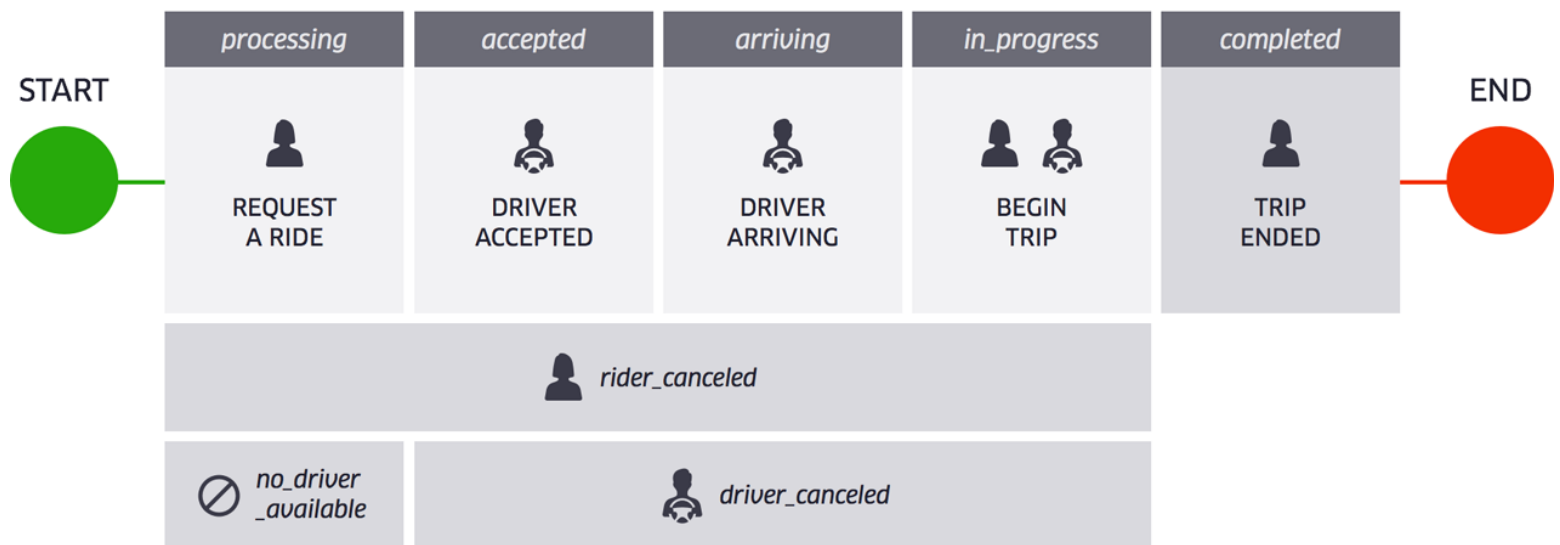 START
processing
accepted
arriving
in_progress
completed
END
REQUEST
A RIDE
DRIVER
ACCEPTED
DRIVER
ARRIVING
BEGIN
TRIP
TRIP
ENDED
rider_canceled
no_driver
_available
driver_canceled